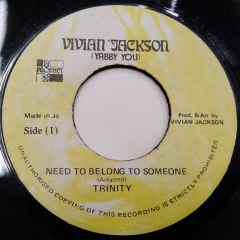 VIVIAN JACKSON
(YABBY YOU)
PROPHET
Made in Ja
Side (1)
Prod. & Arr by
VIVIAN JACKSON
NEED TO BELONG TO SOMEONE
(Adapted)
TRINITY
UNAUTHORISED COPYING OF THIS RECORDING IS STRICTLY PROHIBITED